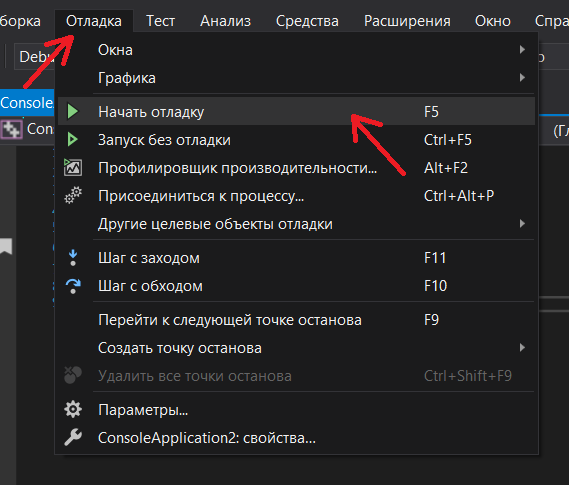 борка Отладка Тест Анализ Средства Расширения Окно Спра
Debu
Окна
Графика
Console
Начать отладку F5
Con
(Гл
Запуск без отладки Ctrl+F5
Профилировщик производительности... Alt+F2
Присоединиться к процессу... Ctrl+Alt+P
Другие целевые объекты отладки
Шаг с заходом F11
Шаг с обходом F10
Перейти к следующей точке останова F9
Создать точку останова
Удалить все точки останова Ctrl+Shift+F9
Параметры...
ConsoleApplication2: свойства...